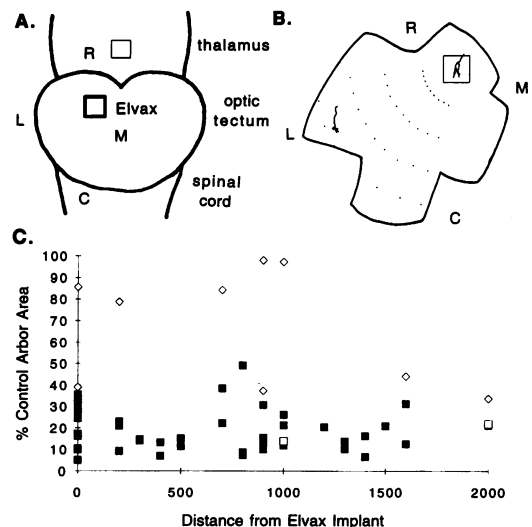 A.
R
thalamus
Elvax
L
optic
tectum
M
C
spinal
cord
B.
R
M
L
C
C.
% Control Arbor Area
100
90
80
70
60
50
40
30
20
10
0
0 500 1000 1500 2000
Distance from Elvax Implant